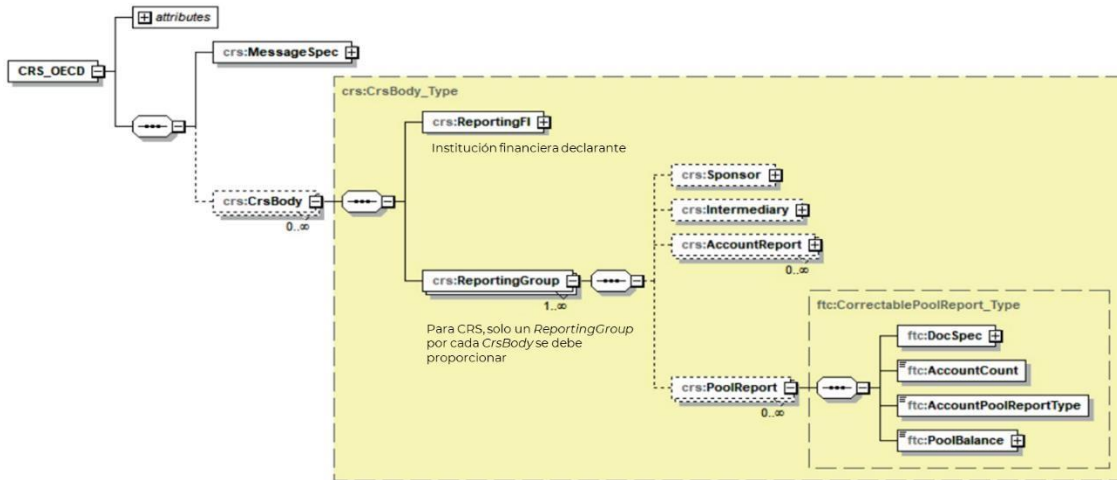 attributes
CRS_OECD
crs:MessageSpec
crs:CrsBody_Type
crs:ReportingFI
Institución financiera declarante
crs:CrsBody
0..∞
crs:Sponsor
crs:Intermediary
crs:AccountReport
0..∞
crs:ReportingGroup
1..∞
Para CRS, solo un ReportingGroup
por cada CrsBody se debe
proporcionar
ftc:CorrectablePoolReport_Type
ftc:DocSpec
ftc:AccountCount
crs:PoolReport
0..∞
ftc:AccountPoolReportType
ftc:PoolBalance